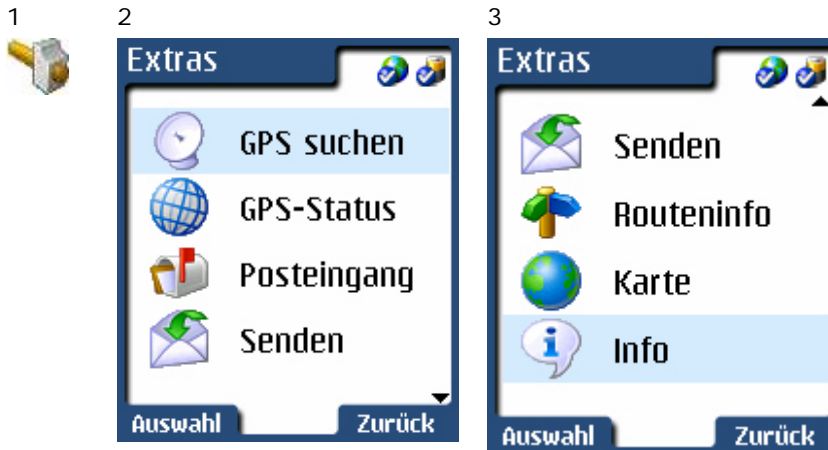 1 2 3
Extras
GPS suchen
GPS-Status
Posteingang
Senden
Auswahl Zurück
Extras
Senden
Routeninfo
Karte
Info
Auswahl Zurück